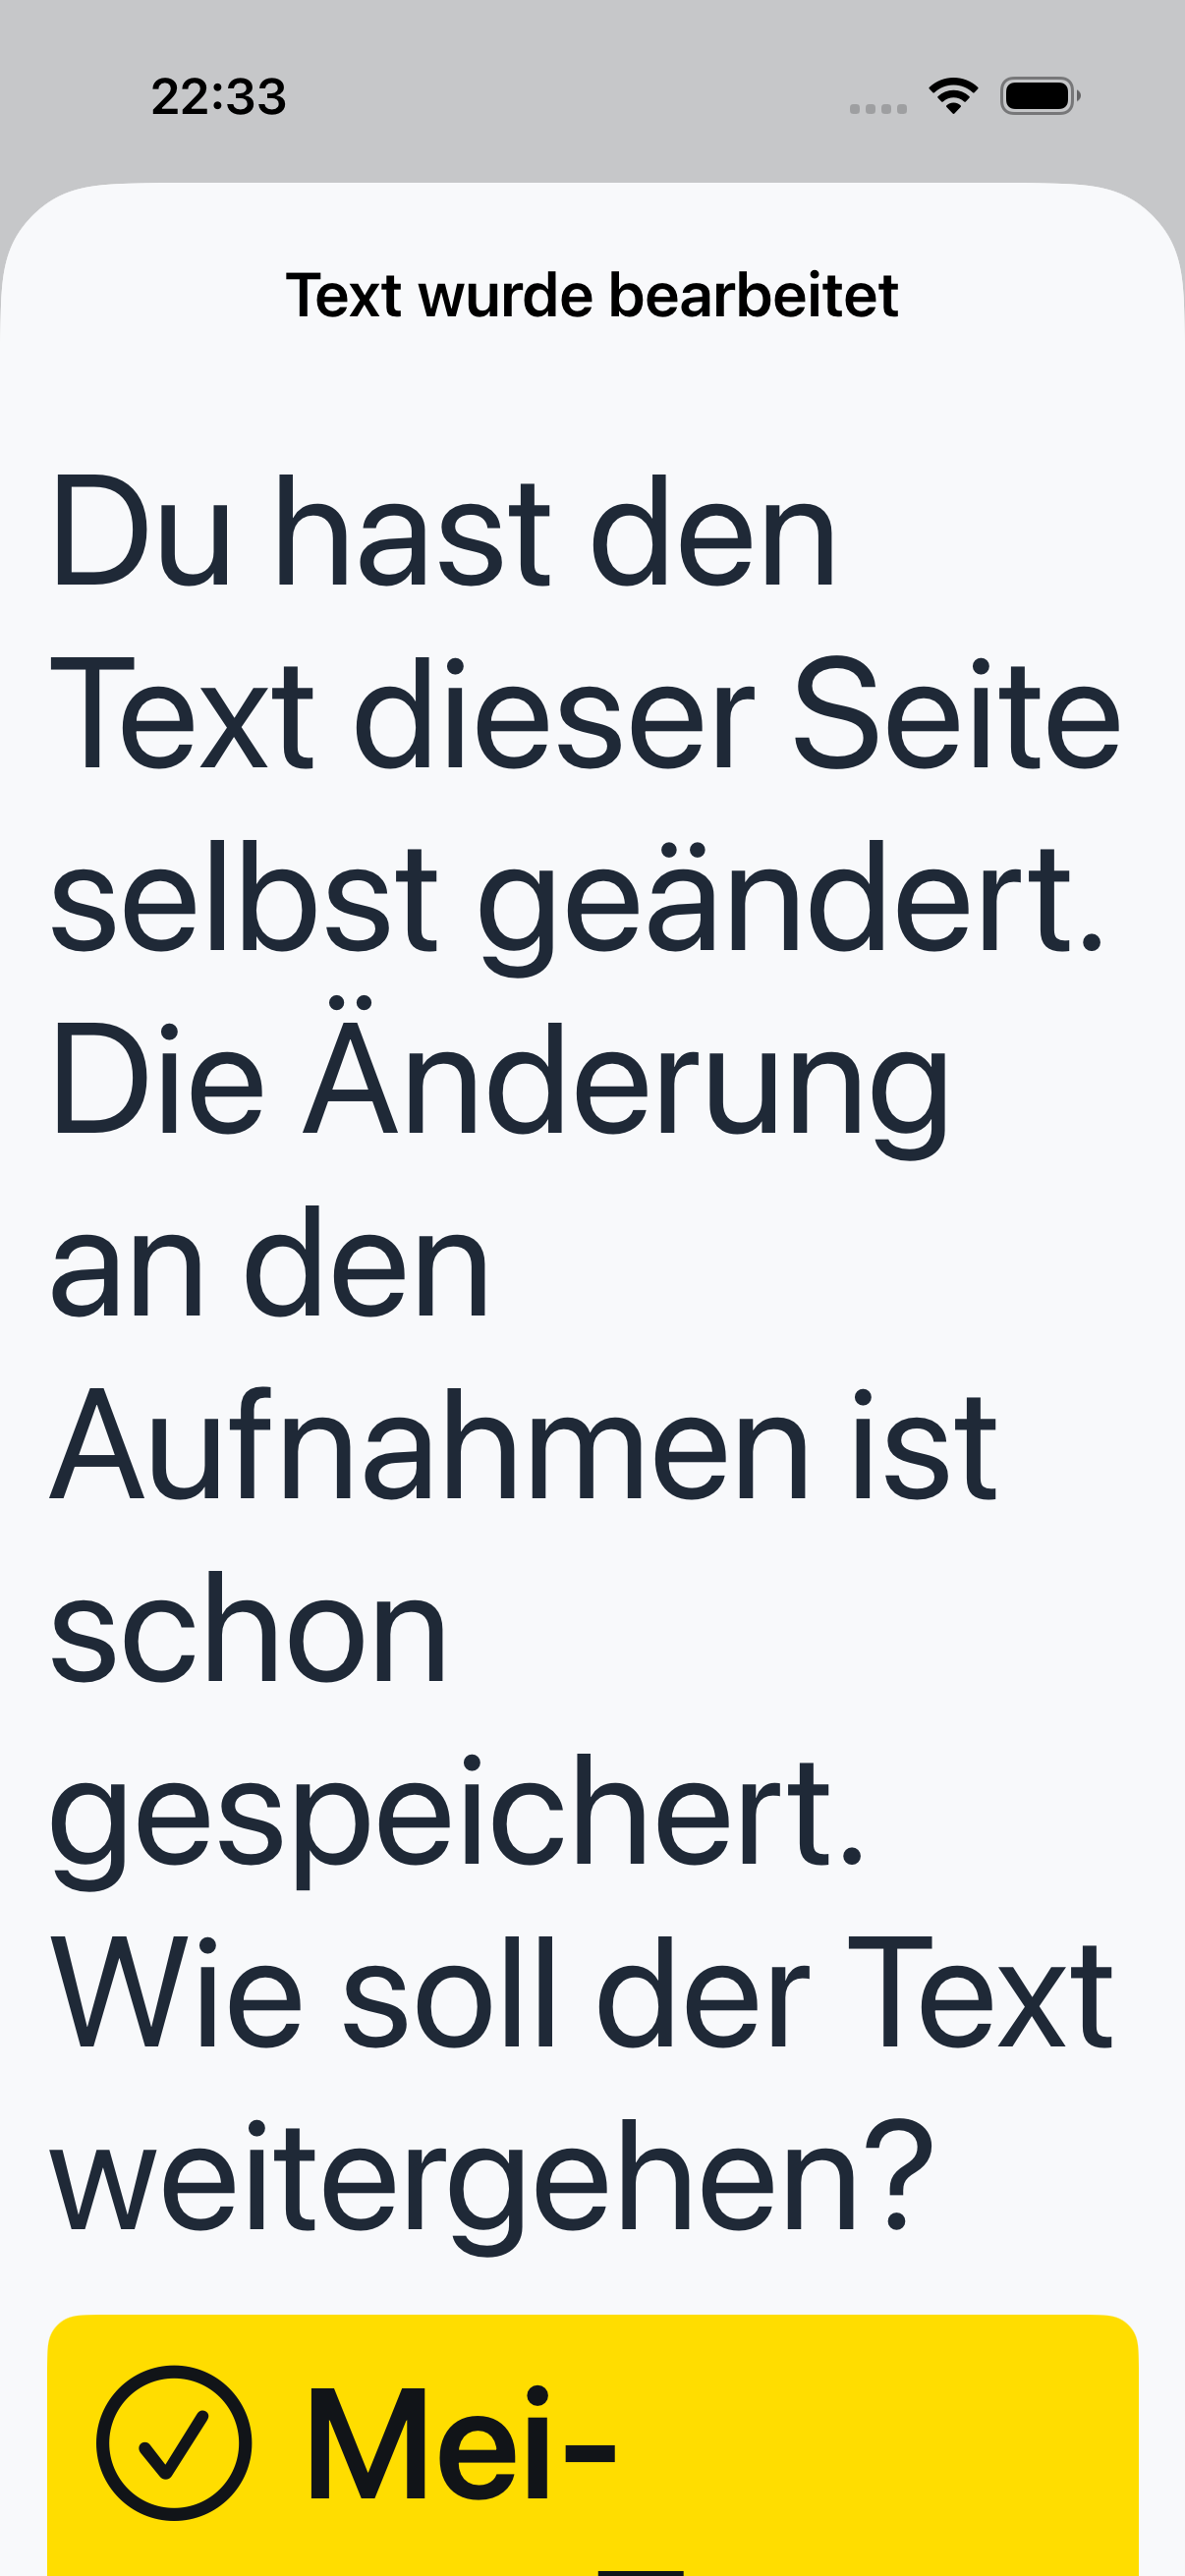 22:33
Text wurde bearbeitet
Du hast den
Text dieser Seite
selbst geändert.
Die Änderung
an den
Aufnahmen ist
schon
gespeichert.
Wie soll der Text
weitergehen?
Mei-